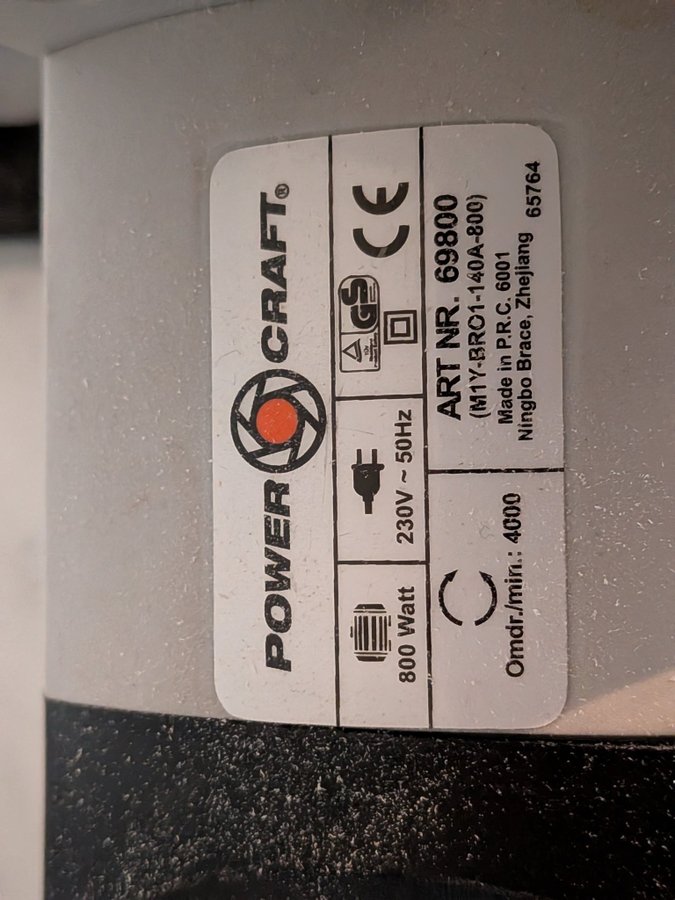 POWER CRAFT®
800 Watt
230V ~ 50Hz
GS
CE
Omdr./min.: 4000
ART NR. 69800
(M1Y-BRO1-140A-800)
Made in P.R.C. 6001
Ningbo Brace, Zhejiang 65764